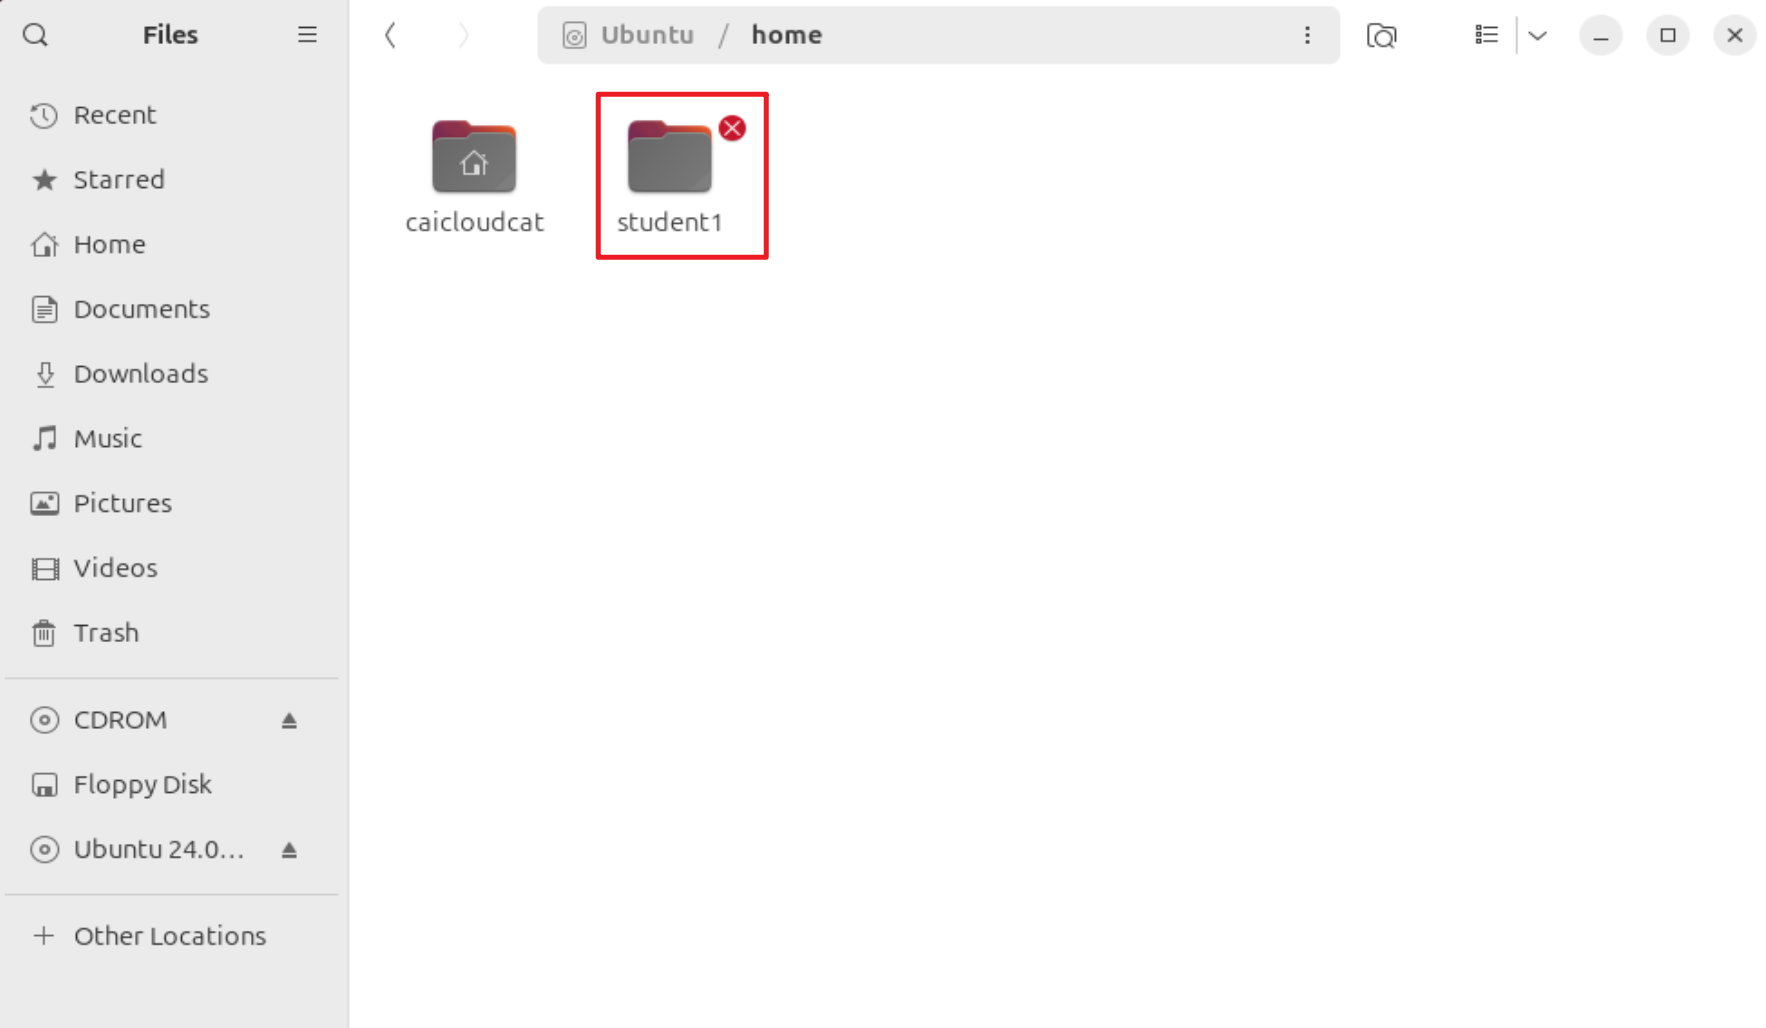 Files
Ubuntu / home
Recent
Starred
Home
Documents
Downloads
Music
Pictures
Videos
Trash
CDROM
Floppy Disk
Ubuntu 24.0...
Other Locations
caicloudcat
student1